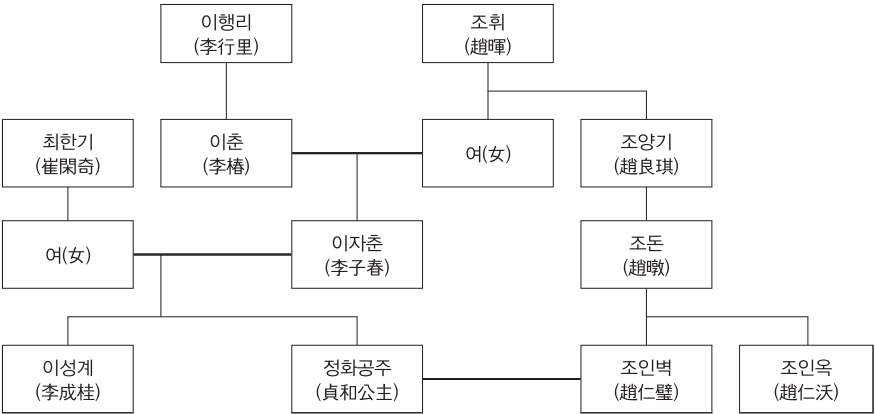 이행리
(李行里)
조휘
(趙暉)
최한기
(崔閑奇)
이춘
(李椿)
여(女)
조양기
(趙良琪)
여(女)
이자춘
(李子春)
조돈
(趙暾)
이성계
(李成桂)
정화공주
(貞和公主)
조인벽
(趙仁璧)
조인옥
(趙仁沃)